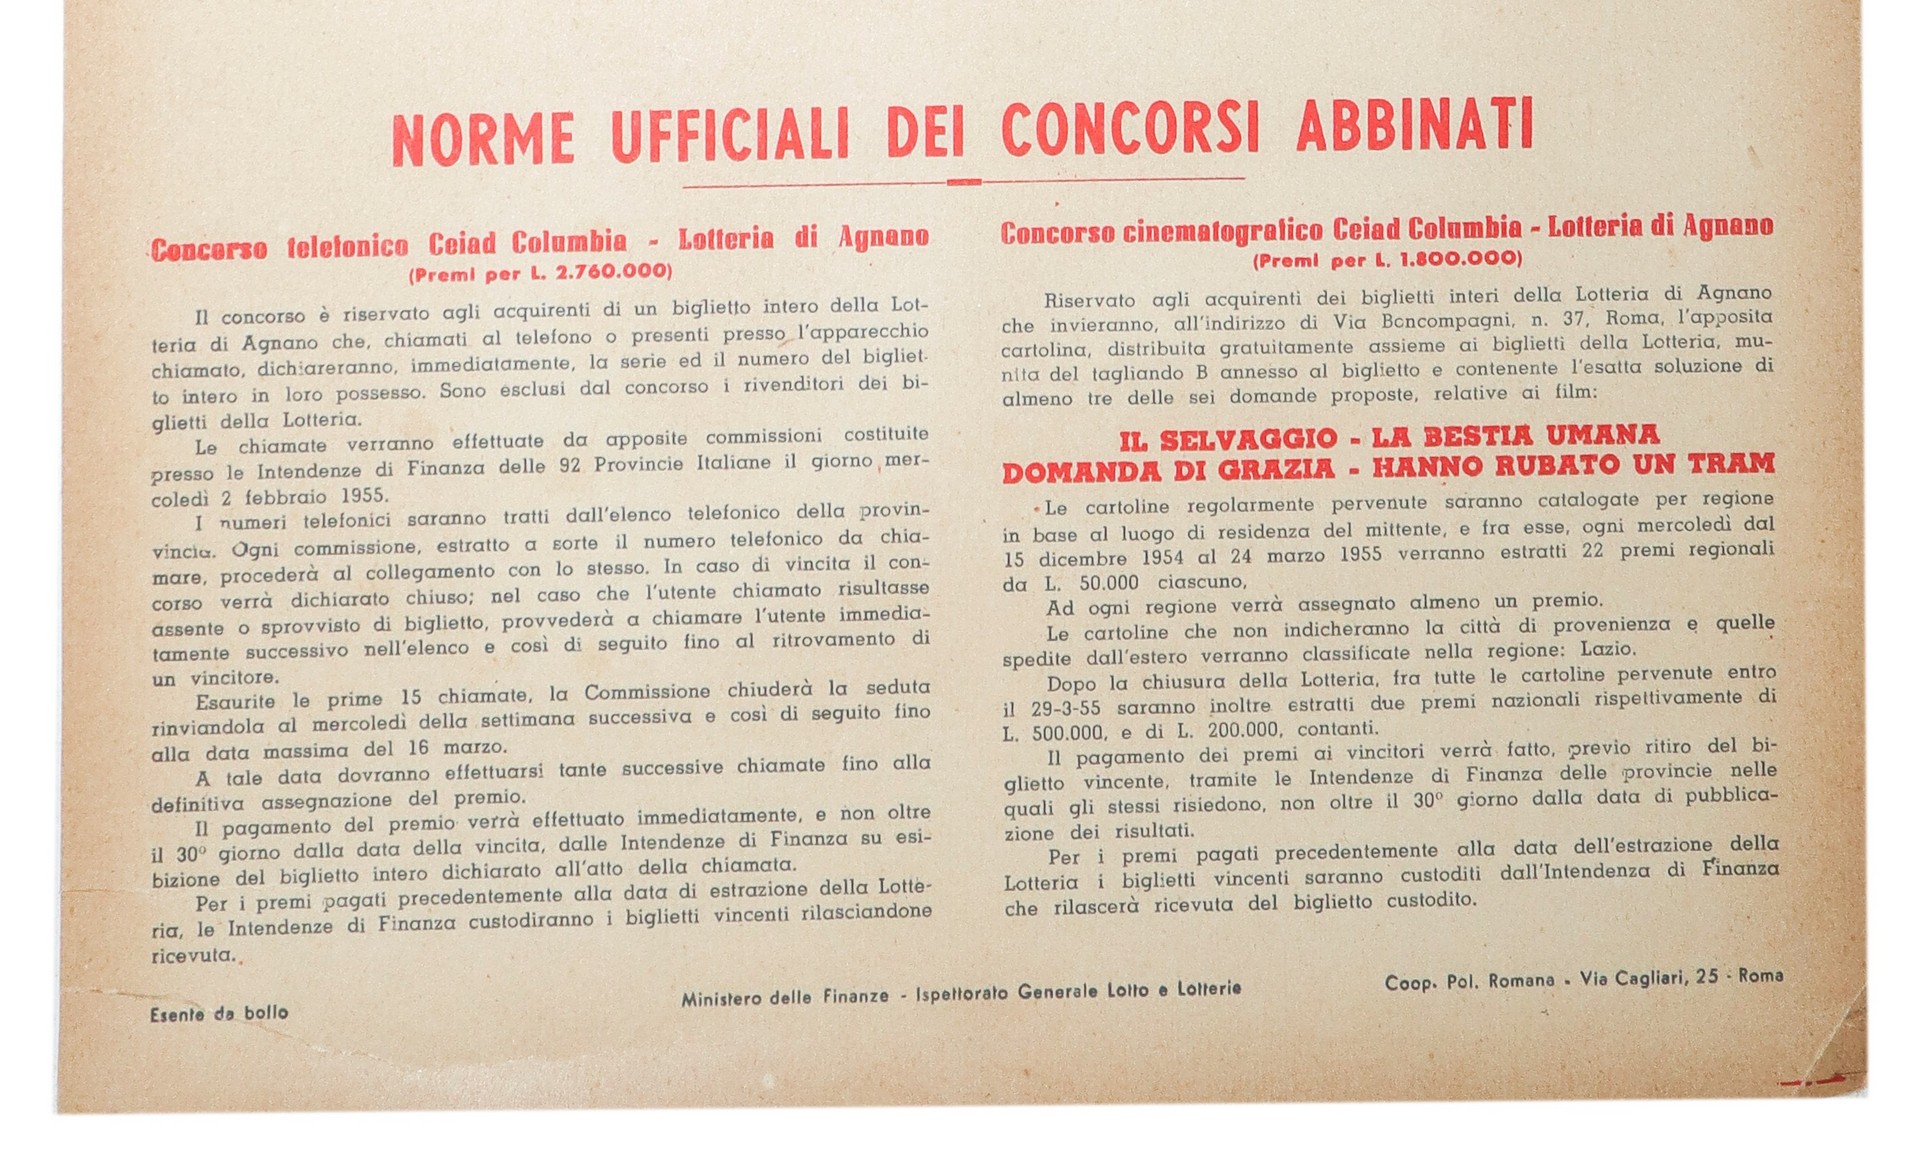 NORME UFFICIALI DEI CONCORSI ABBINATI
Concorso telefonico Ceiad Columbia - Lotteria di Agnano
(Premi per L. 2.760.000)
Il concorso è riservato agli acquirenti di un biglietto intero della Lot-
teria di Agnano che, chiamati al telefono o presenti presso l'apparecchio
chiamato, dichiareranno, immediatamente, la serie ed il numero del bigliet-
to intero in loro possesso. Sono esclusi dal concorso i rivenditori dei bi-
glietti della Lotteria.
Le chiamate verranno effettuate da apposite commissioni costituite
presso le Intendenze di Finanza delle 92 Provincie Italiane il giorno mer-
coledì 2 febbraio 1955.
I numeri telefonici saranno tratti dall'elenco telefonico della provin-
vincia. Ogni commissione, estratto a sorte il numero telefonico da chia-
mare, procederà al collegamento con lo stesso. In caso di vincita il con-
corso verrà dichiarato chiuso; nel caso che l'utente chiamato risultasse
assente o sprovvisto di biglietto, provvederà a chiamare l'utente immedia-
tamente successivo nell'elenco e così di seguito fino al ritrovamento di
un vincitore.
Esaurite le prime 15 chiamate, la Commissione chiuderà la seduta
rinviandola al mercoledì della settimana successiva e così di seguito fino
alla data massima del 16 marzo.
A tale data dovranno effettuarsi tante successive chiamate fino alla
definitiva assegnazione del premio.
Il pagamento del premio verrà effettuato immediatamente, e non oltre
il 30º giorno dalla data della vincita, dalle Intendenze di Finanza su esi-
bizione del biglietto intero dichiarato all'atto della chiamata.
Per i premi pagati precedentemente alla data di estrazione della Lotte-
ria, le Intendenze di Finanza custodiranno i biglietti vincenti rilasciandone
ricevuta.
Concorso cinematografico Ceiad Columbia - Lotteria di Agnano
(Premi per L. 1.800.000)
Riservato agli acquirenti dei biglietti interi della Lotteria di Agnano
che invieranno, all'indirizzo di Via Boncompagni, n. 37, Roma, l'apposita
cartolina, distribuita gratuitamente assieme ai biglietti della Lotteria, mu-
nita del tagliando B annesso al biglietto e contenente l'esatta soluzione di
almeno tre delle sei domande proposte, relative ai film:
IL SELVAGGIO - LA BESTIA UMANA
DOMANDA DI GRAZIA - HANNO RUBATO UN TRAM
Le cartoline regolarmente pervenute saranno catalogate per regione
in base al luogo di residenza del mittente, e fra esse, ogni mercoledì dal
15 dicembre 1954 al 24 marzo 1955 verranno estratti 22 premi regionali
da L. 50.000 ciascuno,
Ad ogni regione verrà assegnato almeno un premio.
Le cartoline che non indicheranno la città di provenienza e quelle
spedite dall'estero verranno classificate nella regione: Lazio.
Dopo la chiusura della Lotteria, fra tutte le cartoline pervenute entro
il 29-3-55 saranno inoltre estratti due premi nazionali rispettivamente di
L. 500.000, e di L. 200.000, contanti.
Il pagamento dei premi ai vincitori verrà fatto, previo ritiro del bi-
glietto vincente, tramite le Intendenze di Finanza delle provincie nelle
quali gli stessi risiedono, non oltre il 30º giorno dalla data di pubblica-
zione dei risultati.
Per i premi pagati precedentemente alla data dell'estrazione della
Lotteria i biglietti vincenti saranno custoditi dall'Intendenza di Finanza
che rilascerà ricevuta del biglietto custodito.
Esente da bollo
Ministero delle Finanze - Ispettorato Generale Lotto e Lotterie
Coop. Pol. Romana - Via Cagliari, 25 - Roma